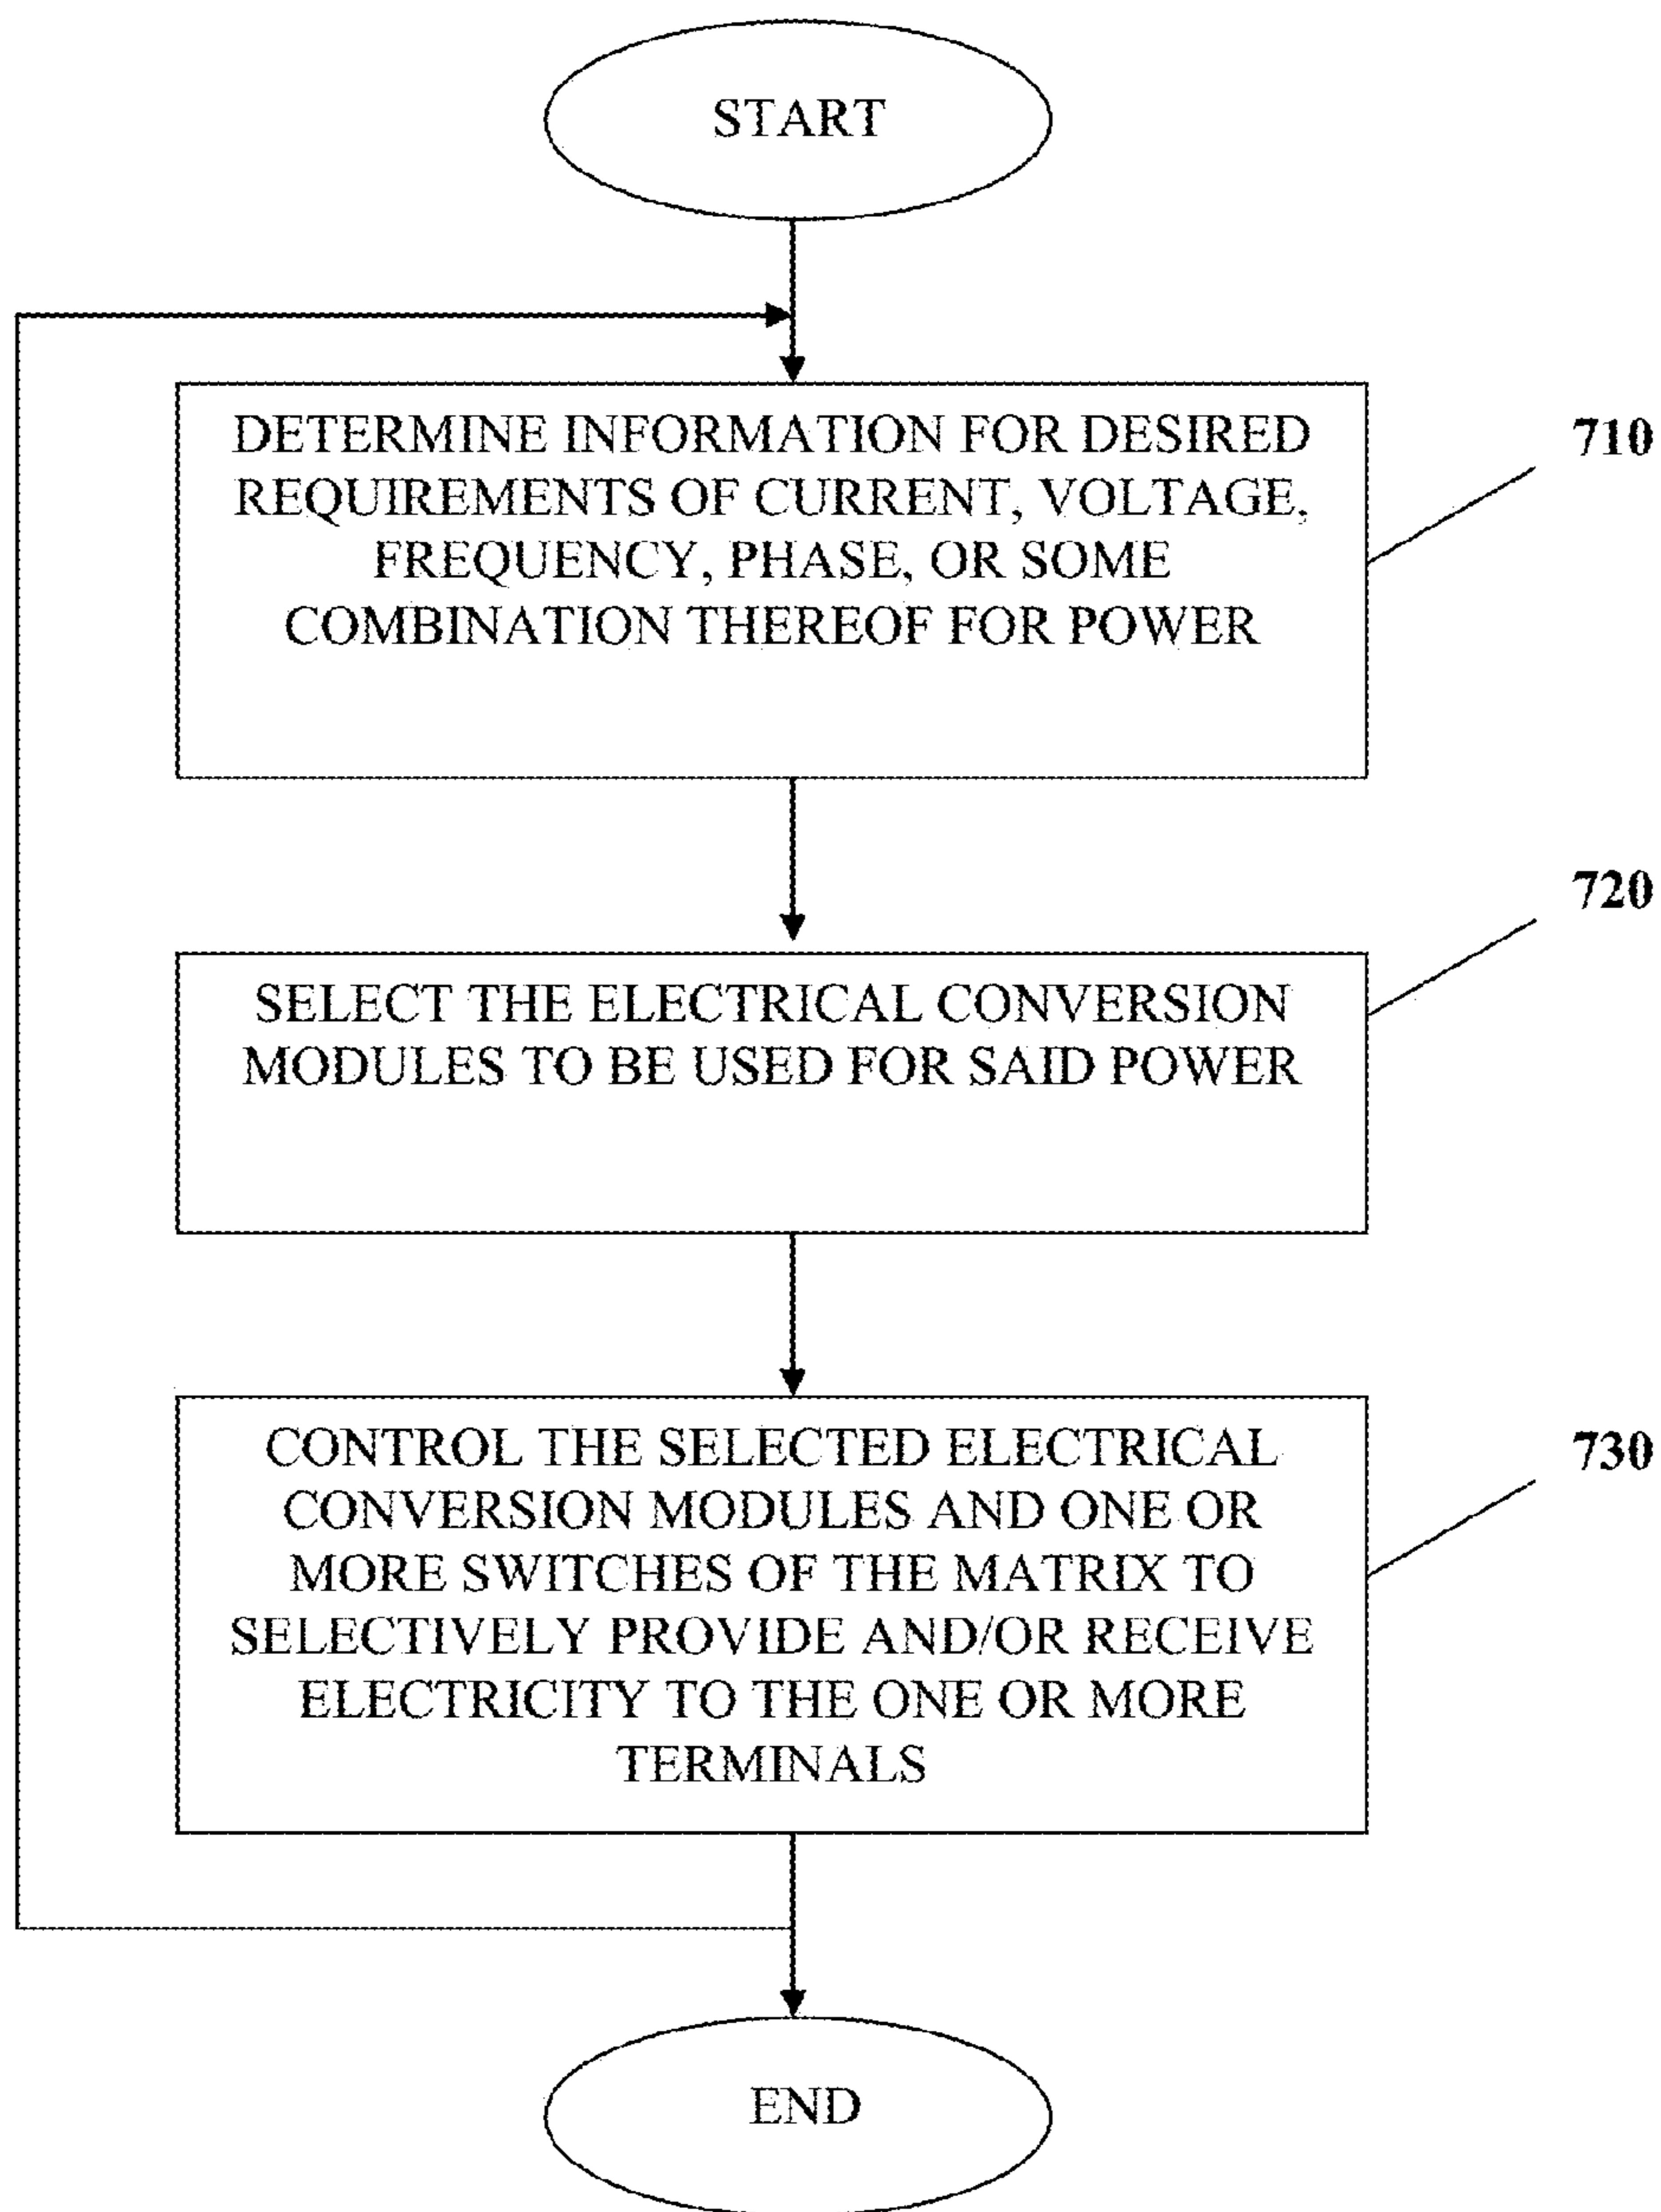 START
DETERMINE INFORMATION FOR DESIRED
REQUIREMENTS OF CURRENT, VOLTAGE,
FREQUENCY, PHASE, OR SOME
COMBINATION THEREOF FOR POWER
710
SELECT THE ELECTRICAL CONVERSION
MODULES TO BE USED FOR SAID POWER
720
CONTROL THE SELECTED ELECTRICAL
CONVERSION MODULES AND ONE OR
MORE SWITCHES OF THE MATRIX TO
SELECTIVELY PROVIDE AND/OR RECEIVE
ELECTRICITY TO THE ONE OR MORE
TERMINALS
730
END